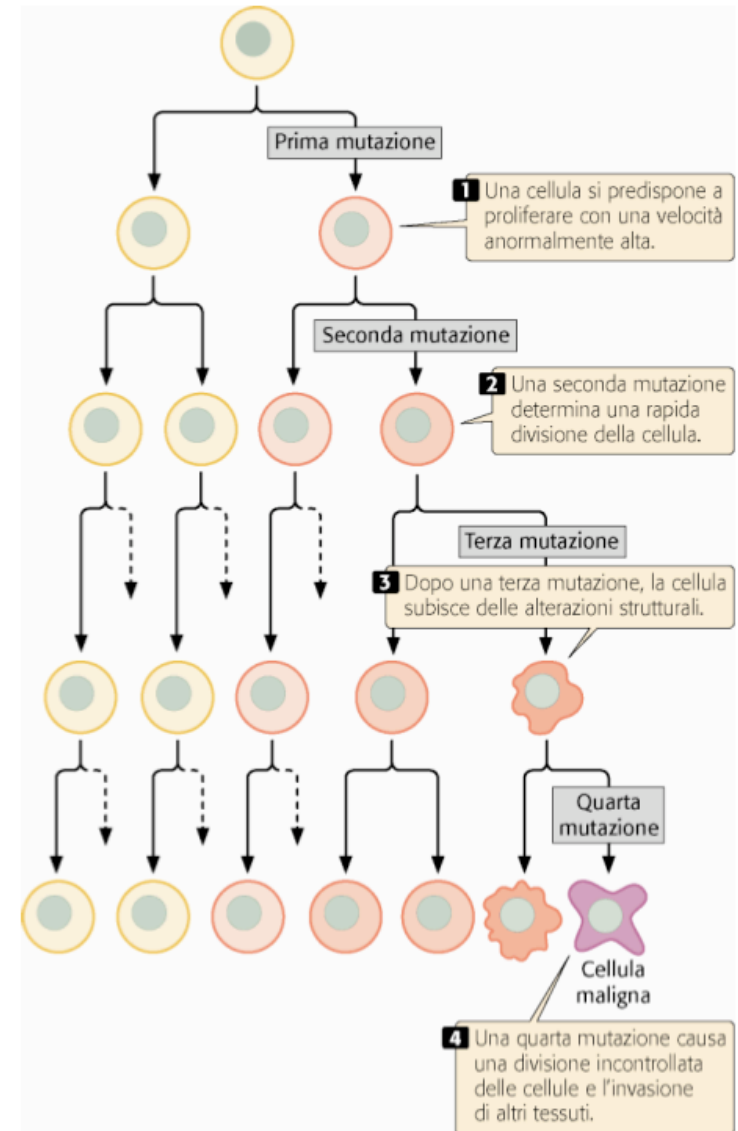 Prima mutazione
1 Una cellula si predispone a
proliferare con una velocità
anormalmente alta.
Seconda mutazione
2 Una seconda mutazione
determina una rapida
divisione della cellula.
Terza mutazione
3 Dopo una terza mutazione, la cellula
subisce delle alterazioni strutturali.
Quarta
mutazione
Cellula
maligna
4 Una quarta mutazione causa
una divisione incontrollata
delle cellule e l'invasione
di altri tessuti.